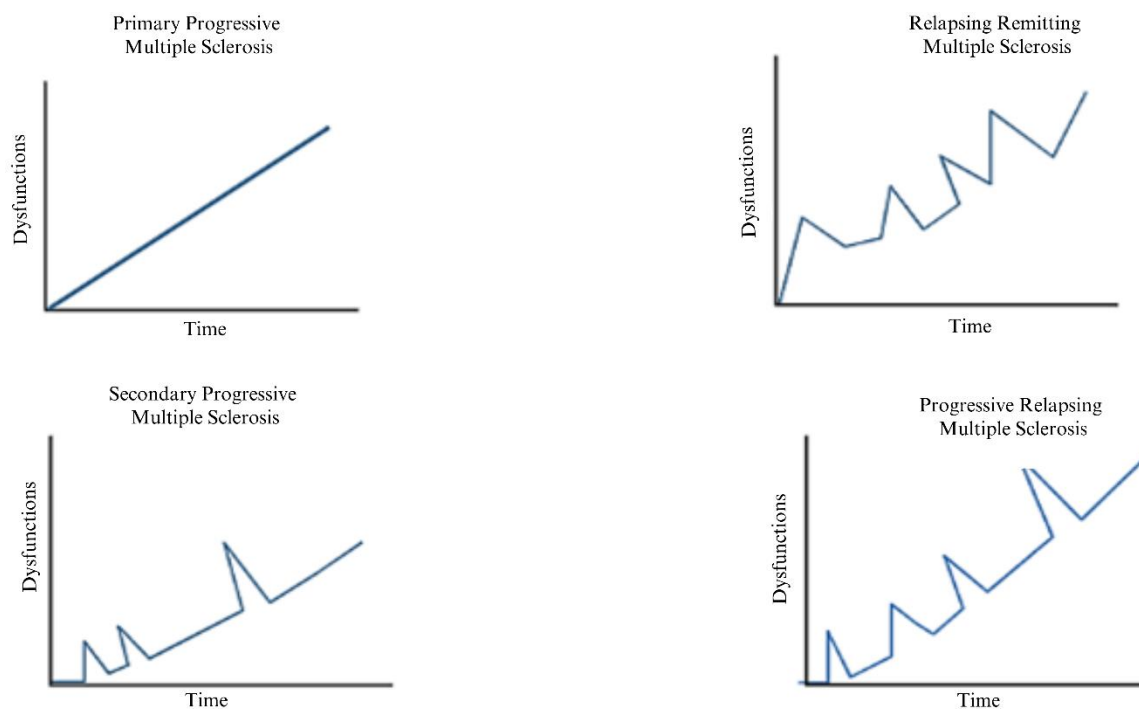 Primary Progressive
Multiple Sclerosis
Dysfunctions
Time
Relapsing Remitting
Multiple Sclerosis
Dysfunctions
Time
Secondary Progressive
Multiple Sclerosis
Dysfunctions
Time
Progressive Relapsing
Multiple Sclerosis
Dysfunctions
Time